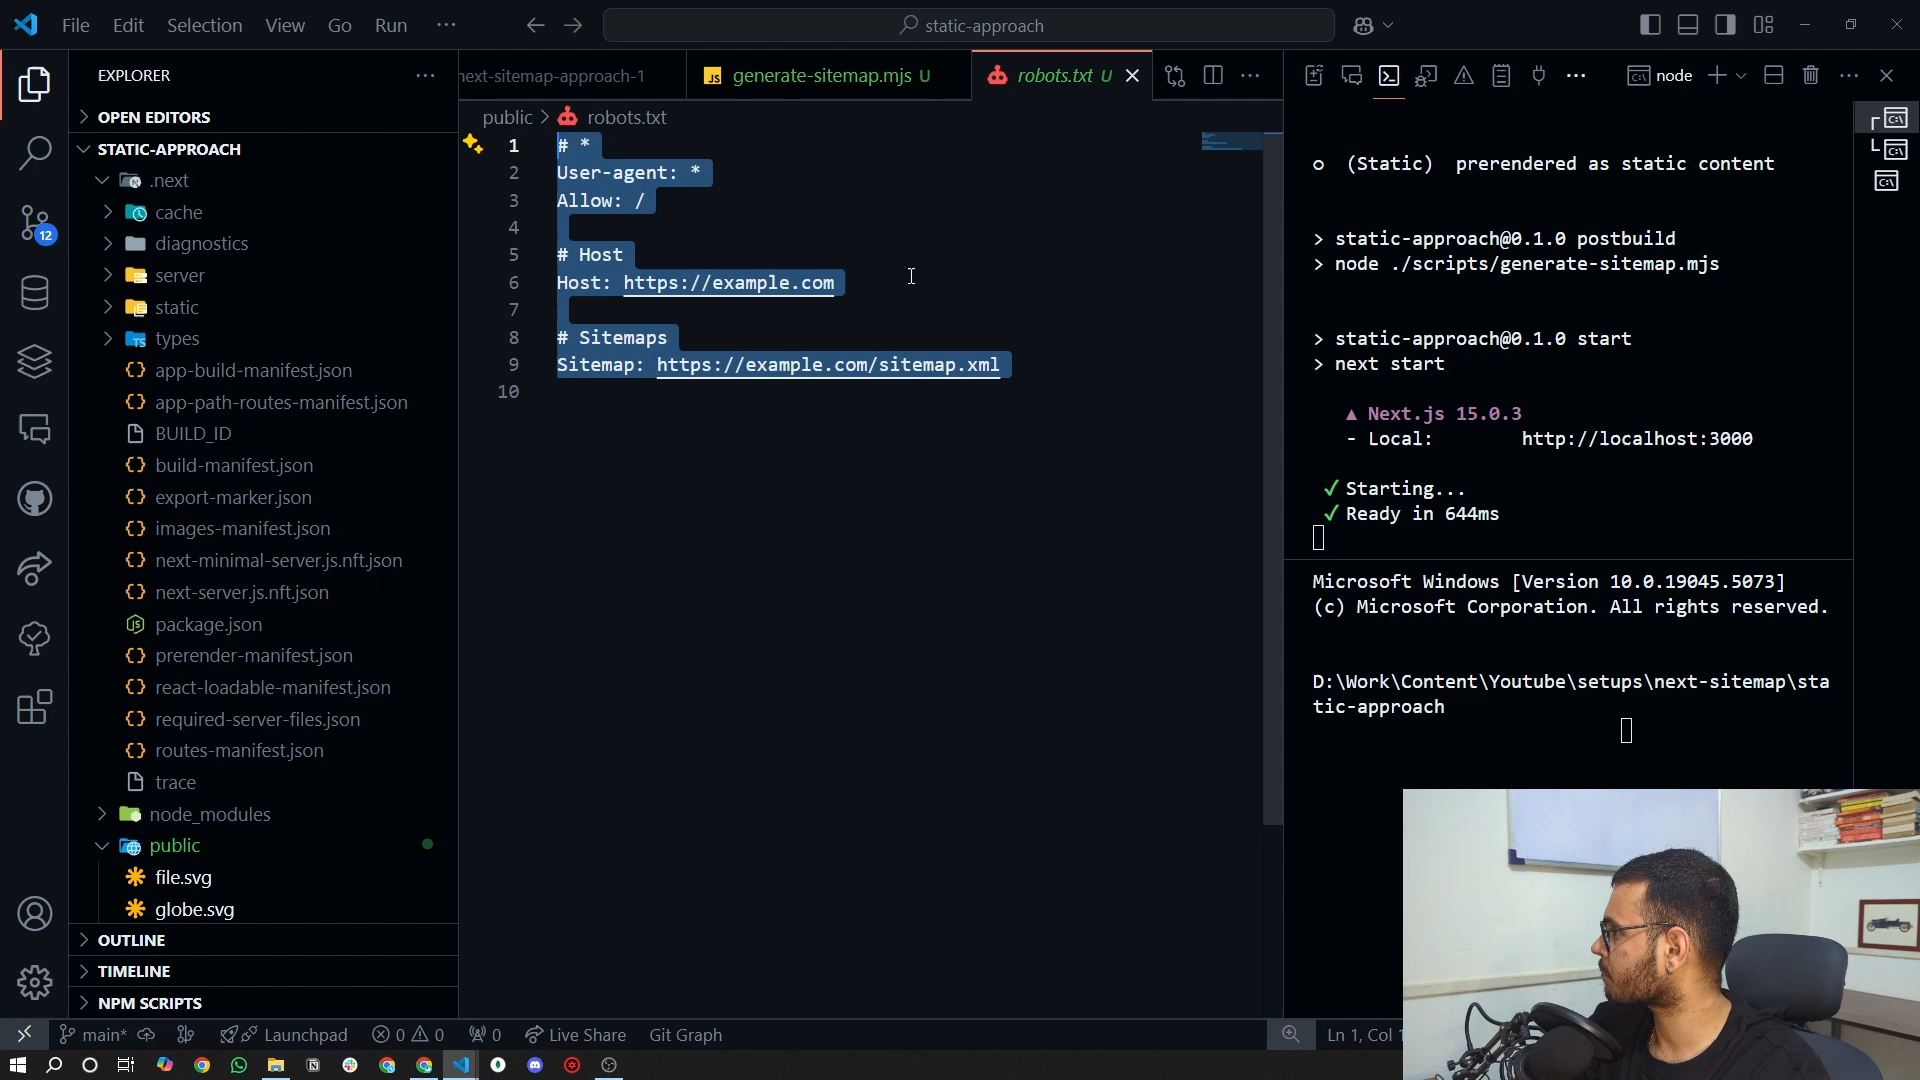 File Edit Selection View Go Run ···
static-approach
EXPLORER
OPEN EDITORS
STATIC-APPROACH
.next
cache
diagnostics
server
static
types
app-build-manifest.json
app-path-routes-manifest.json
BUILD_ID
build-manifest.json
export-marker.json
images-manifest.json
next-minimal-server.js.nft.json
next-server.js.nft.json
package.json
prerender-manifest.json
react-loadable-manifest.json
required-server-files.json
routes-manifest.json
trace
node_modules
public
file.svg
globe.svg
OUTLINE
TIMELINE
NPM SCRIPTS
12
next-sitemap-approach-1
JS generate-sitemap.mjs U
robots.txt U
public > robots.txt
1 # *
2 User-agent: *
3 Allow: /
4
5 # Host
6 Host: https://example.com
7
8 # Sitemaps
9 Sitemap: https://example.com/sitemap.xml
10
node
o (Static) prerendered as static content
> static-approach@0.1.0 postbuild
> node ./scripts/generate-sitemap.mjs
> static-approach@0.1.0 start
> next start
▲ Next.js 15.0.3
- Local: http://localhost:3000
✓ Starting...
✓ Ready in 644ms
Microsoft Windows [Version 10.0.19045.5073]
(c) Microsoft Corporation. All rights reserved.
D:\Work\Content\Youtube\setups\next-sitemap\sta
tic-approach
main* Launchpad 0 0 0 Live Share Git Graph
Ln 1, Col